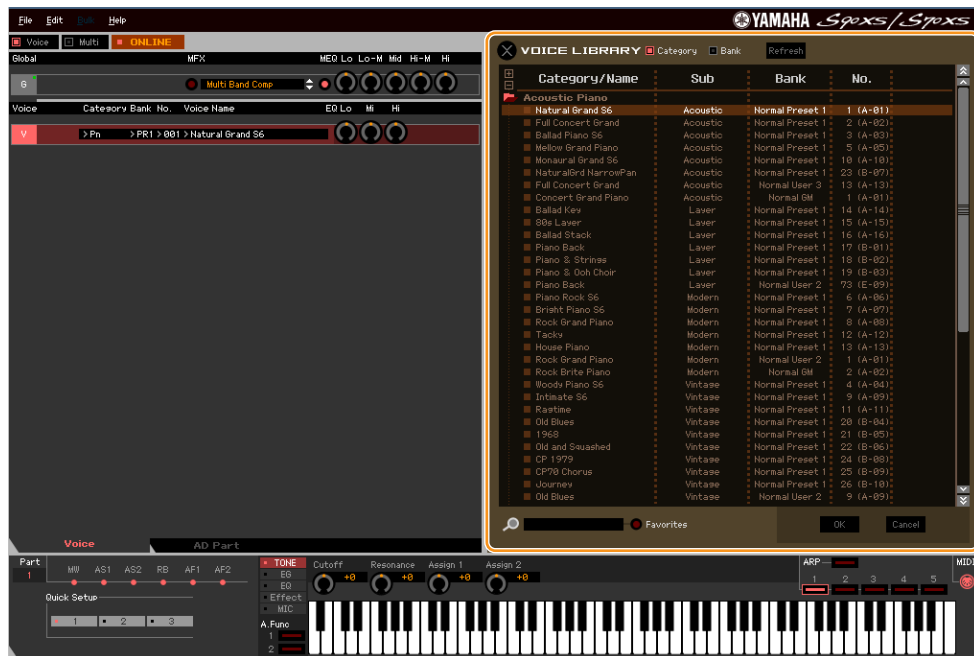 File Edit Bulk Help
YAMAHA S90XS/S70XS
Voice Multi ONLINE
Global MFX MEQ Lo Lo-M Mid Hi-M Hi
G Multi Band Comp
Voice Category Bank No. Voice Name EQ Lo Mi Hi
V >Pn >PR1 >001 >Natural Grand S6
VOICE LIBRARY Category Bank Refresh
Category/Name Sub Bank No.
Acoustic Piano
Natural Grand S6 Acoustic Normal Preset 1 1 (A-01)
Full Concert Grand Acoustic Normal Preset 1 2 (A-02)
Ballad Piano S6 Acoustic Normal Preset 1 3 (A-03)
Mellow Grand Piano Acoustic Normal Preset 1 5 (A-05)
Monaural Grand S6 Acoustic Normal Preset 1 10 (A-10)
NaturalGrd NarrowPan Acoustic Normal Preset 1 23 (B-07)
Full Concert Grand Acoustic Normal User 3 13 (A-13)
Concert Grand Piano Acoustic Normal GM 1 (A-01)
Ballad Key Layer Normal Preset 1 14 (A-14)
80s Layer Layer Normal Preset 1 15 (A-15)
Ballad Stack Layer Normal Preset 1 16 (A-16)
Piano Back Layer Normal Preset 1 17 (B-01)
Piano & Strings Layer Normal Preset 1 18 (B-02)
Piano & Ooh Choir Layer Normal Preset 1 19 (B-03)
Piano Back Layer Normal User 2 73 (E-09)
Piano Rock S6 Modern Normal Preset 1 6 (A-06)
Bright Piano S6 Modern Normal Preset 1 7 (A-07)
Rock Grand Piano Modern Normal Preset 1 8 (A-08)
Tacky Modern Normal Preset 1 12 (A-12)
House Piano Modern Normal Preset 1 13 (A-13)
Rock Grand Piano Modern Normal User 2 1 (A-01)
Rock Brite Piano Modern Normal GM 2 (A-02)
Woody Piano S6 Vintage Normal Preset 1 4 (A-04)
Intimate S6 Vintage Normal Preset 1 9 (A-09)
Ragtime Vintage Normal Preset 1 11 (A-11)
Old Blues Vintage Normal Preset 1 20 (B-04)
1968 Vintage Normal Preset 1 21 (B-05)
Old and Squashed Vintage Normal Preset 1 22 (B-06)
CP 1979 Vintage Normal Preset 1 24 (B-08)
CP70 Chorus Vintage Normal Preset 1 25 (B-09)
Journey Vintage Normal Preset 1 26 (B-10)
Old Blues Vintage Normal User 2 9 (A-09)
Favorites OK Cancel
Voice AD Part
Part 1
MW AS1 AS2 RB AF1 AF2
Quick Setup
1 2 3
TONE
EG
EQ
Effect
MIC
A.Func
1
2
Cutoff Resonance Assign 1 Assign 2
+0 +0 +0 +0
ARP
1 2 3 4 5
MIDI